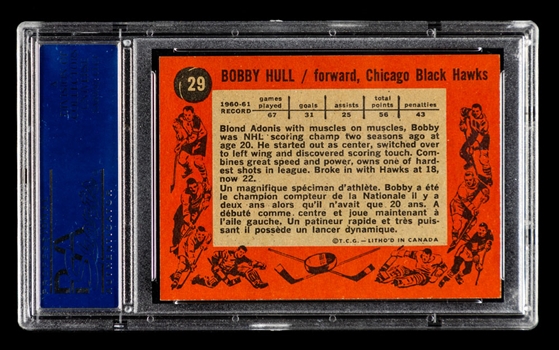 29 BOBBY HULL / forward, Chicago Black Hawks
1960-61 RECORD games played 67 goals 31 assists 25 total points 56 penalties 43
Blond Adonis with muscles on muscles, Bobby
was NHL scoring champ two seasons ago at
age 20. He started out as center, switched over
to left wing and discovered scoring touch. Com-
bines great speed and power, owns one of hard-
est shots in league. Broke in with Hawks at 18,
now 22.
Un magnifique spécimen d'athlète. Bobby a été
le champion compteur de la Nationale il y a
deux ans alors qu'il n'avait que 20 ans. A
débuté comme centre et joue maintenant à
l'aile gauche. Un patineur rapide et très puis-
sant il possède un lancer dynamique.
©T.C.G. - LITHO'D IN CANADA
PSA